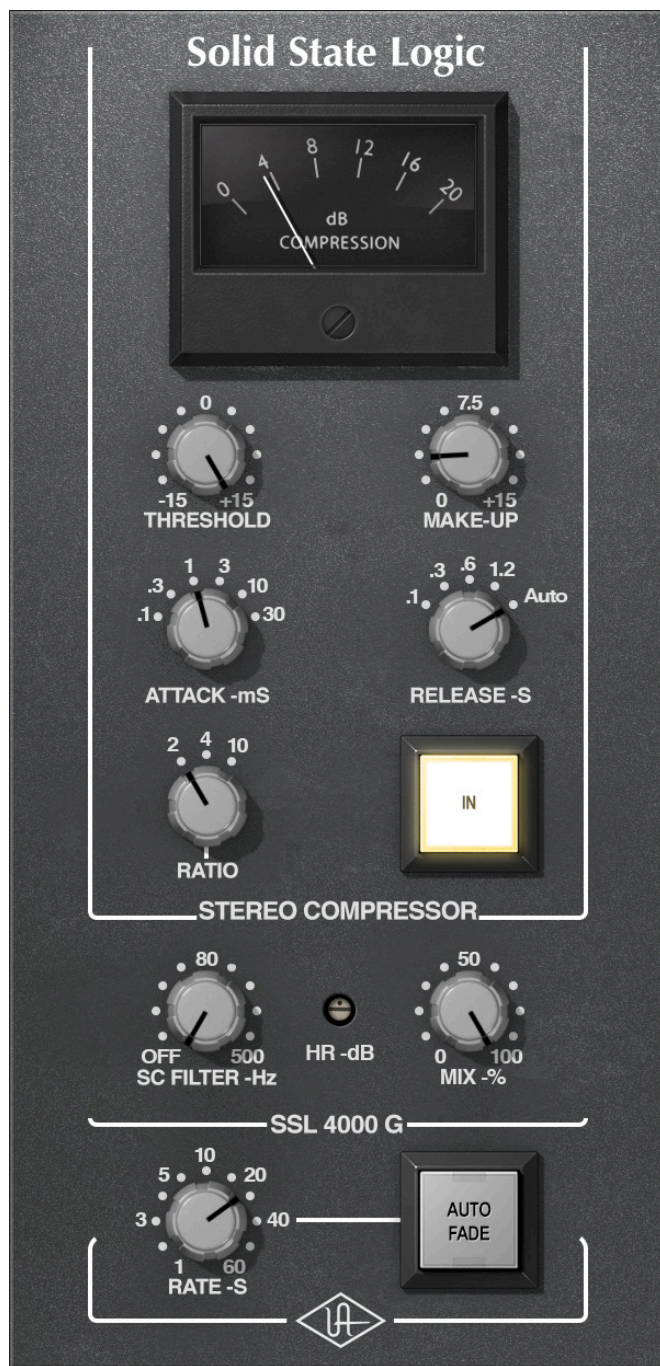 Solid State Logic
0 4 8 12 16 20
dB
COMPRESSION
0
-15 +15
THRESHOLD
7.5
0 +15
MAKE-UP
.1 .3 1 3 10 30
ATTACK -mS
.1 .3 .6 1.2 Auto
RELEASE -S
2 4 10
RATIO
IN
STEREO COMPRESSOR
80
OFF 500
SC FILTER -Hz
HR -dB
50
0 100
MIX -%
SSL 4000 G
1 3 5 10 20 40 60
RATE -S
AUTO
FADE
UA